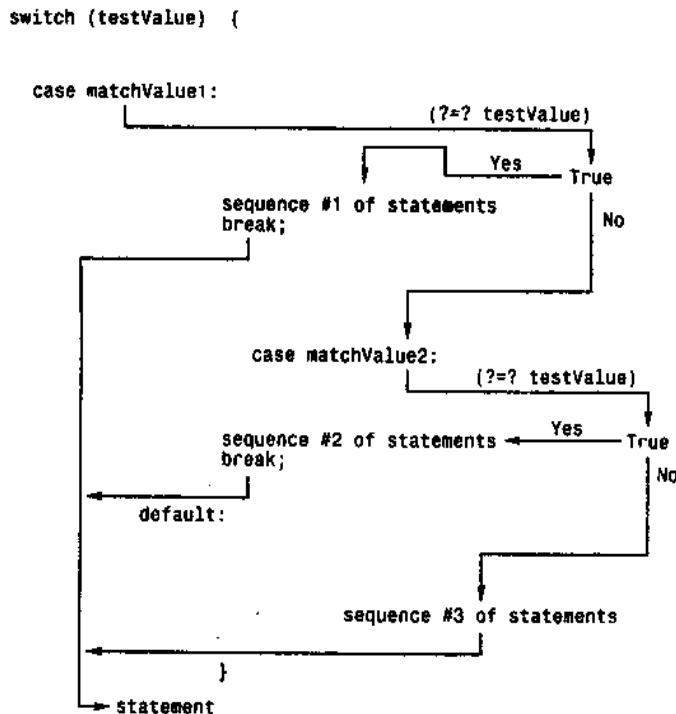 switch (testValue) {
case matchValue1:
(?=? testValue)
Yes
True
sequence #1 of statements
No
break;
case matchValue2:
(?=? testValue)
Yes
sequence #2 of statements
True
break;
No
default:
sequence #3 of statements
}
statement